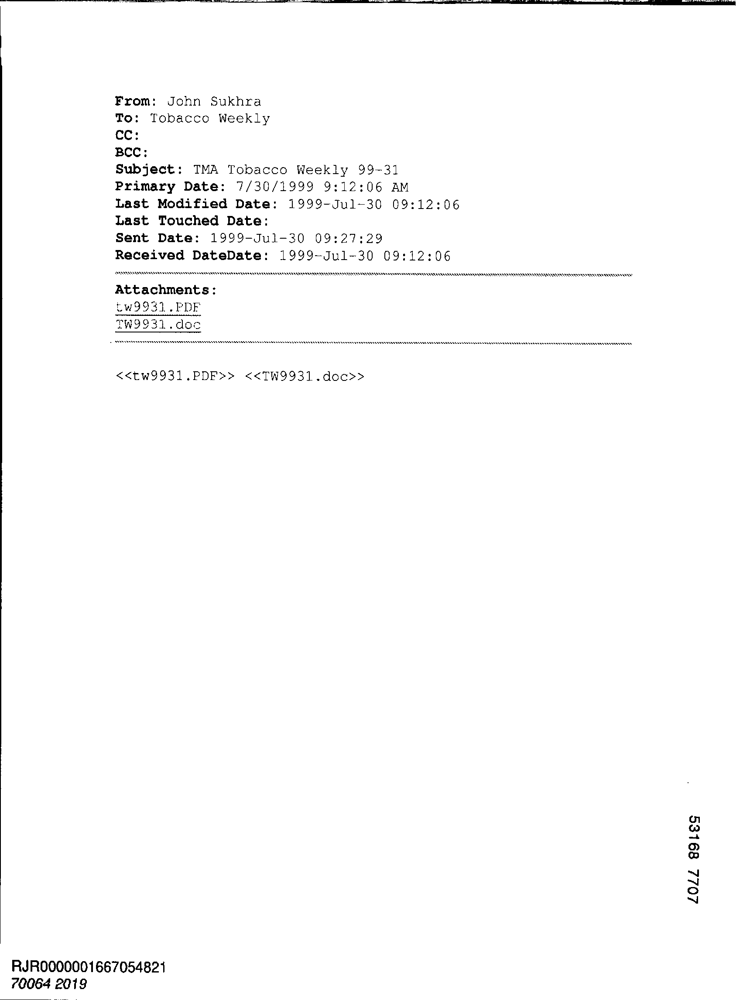 From: John Sukhra
To: Tobacco Weekly
CC:
BCC:
Subject: TMA Tobacco Weekly 99-31
Primary Date: 7/30/1999 9:12:06 AM
Last Modified Date: 1999-Jul-30 09:12:06
Last Touched Date:
Sent Date: 1999-Jul-30 09:27:29
Received DateDate: 1999-Jul-30 09:12:06
Attachments:
tw9931.PDF
TW9931.doc
<<tw9931.PDF>> <<TW9931.doc>>
53168 7707
RJR0000001667054821
70064 2019